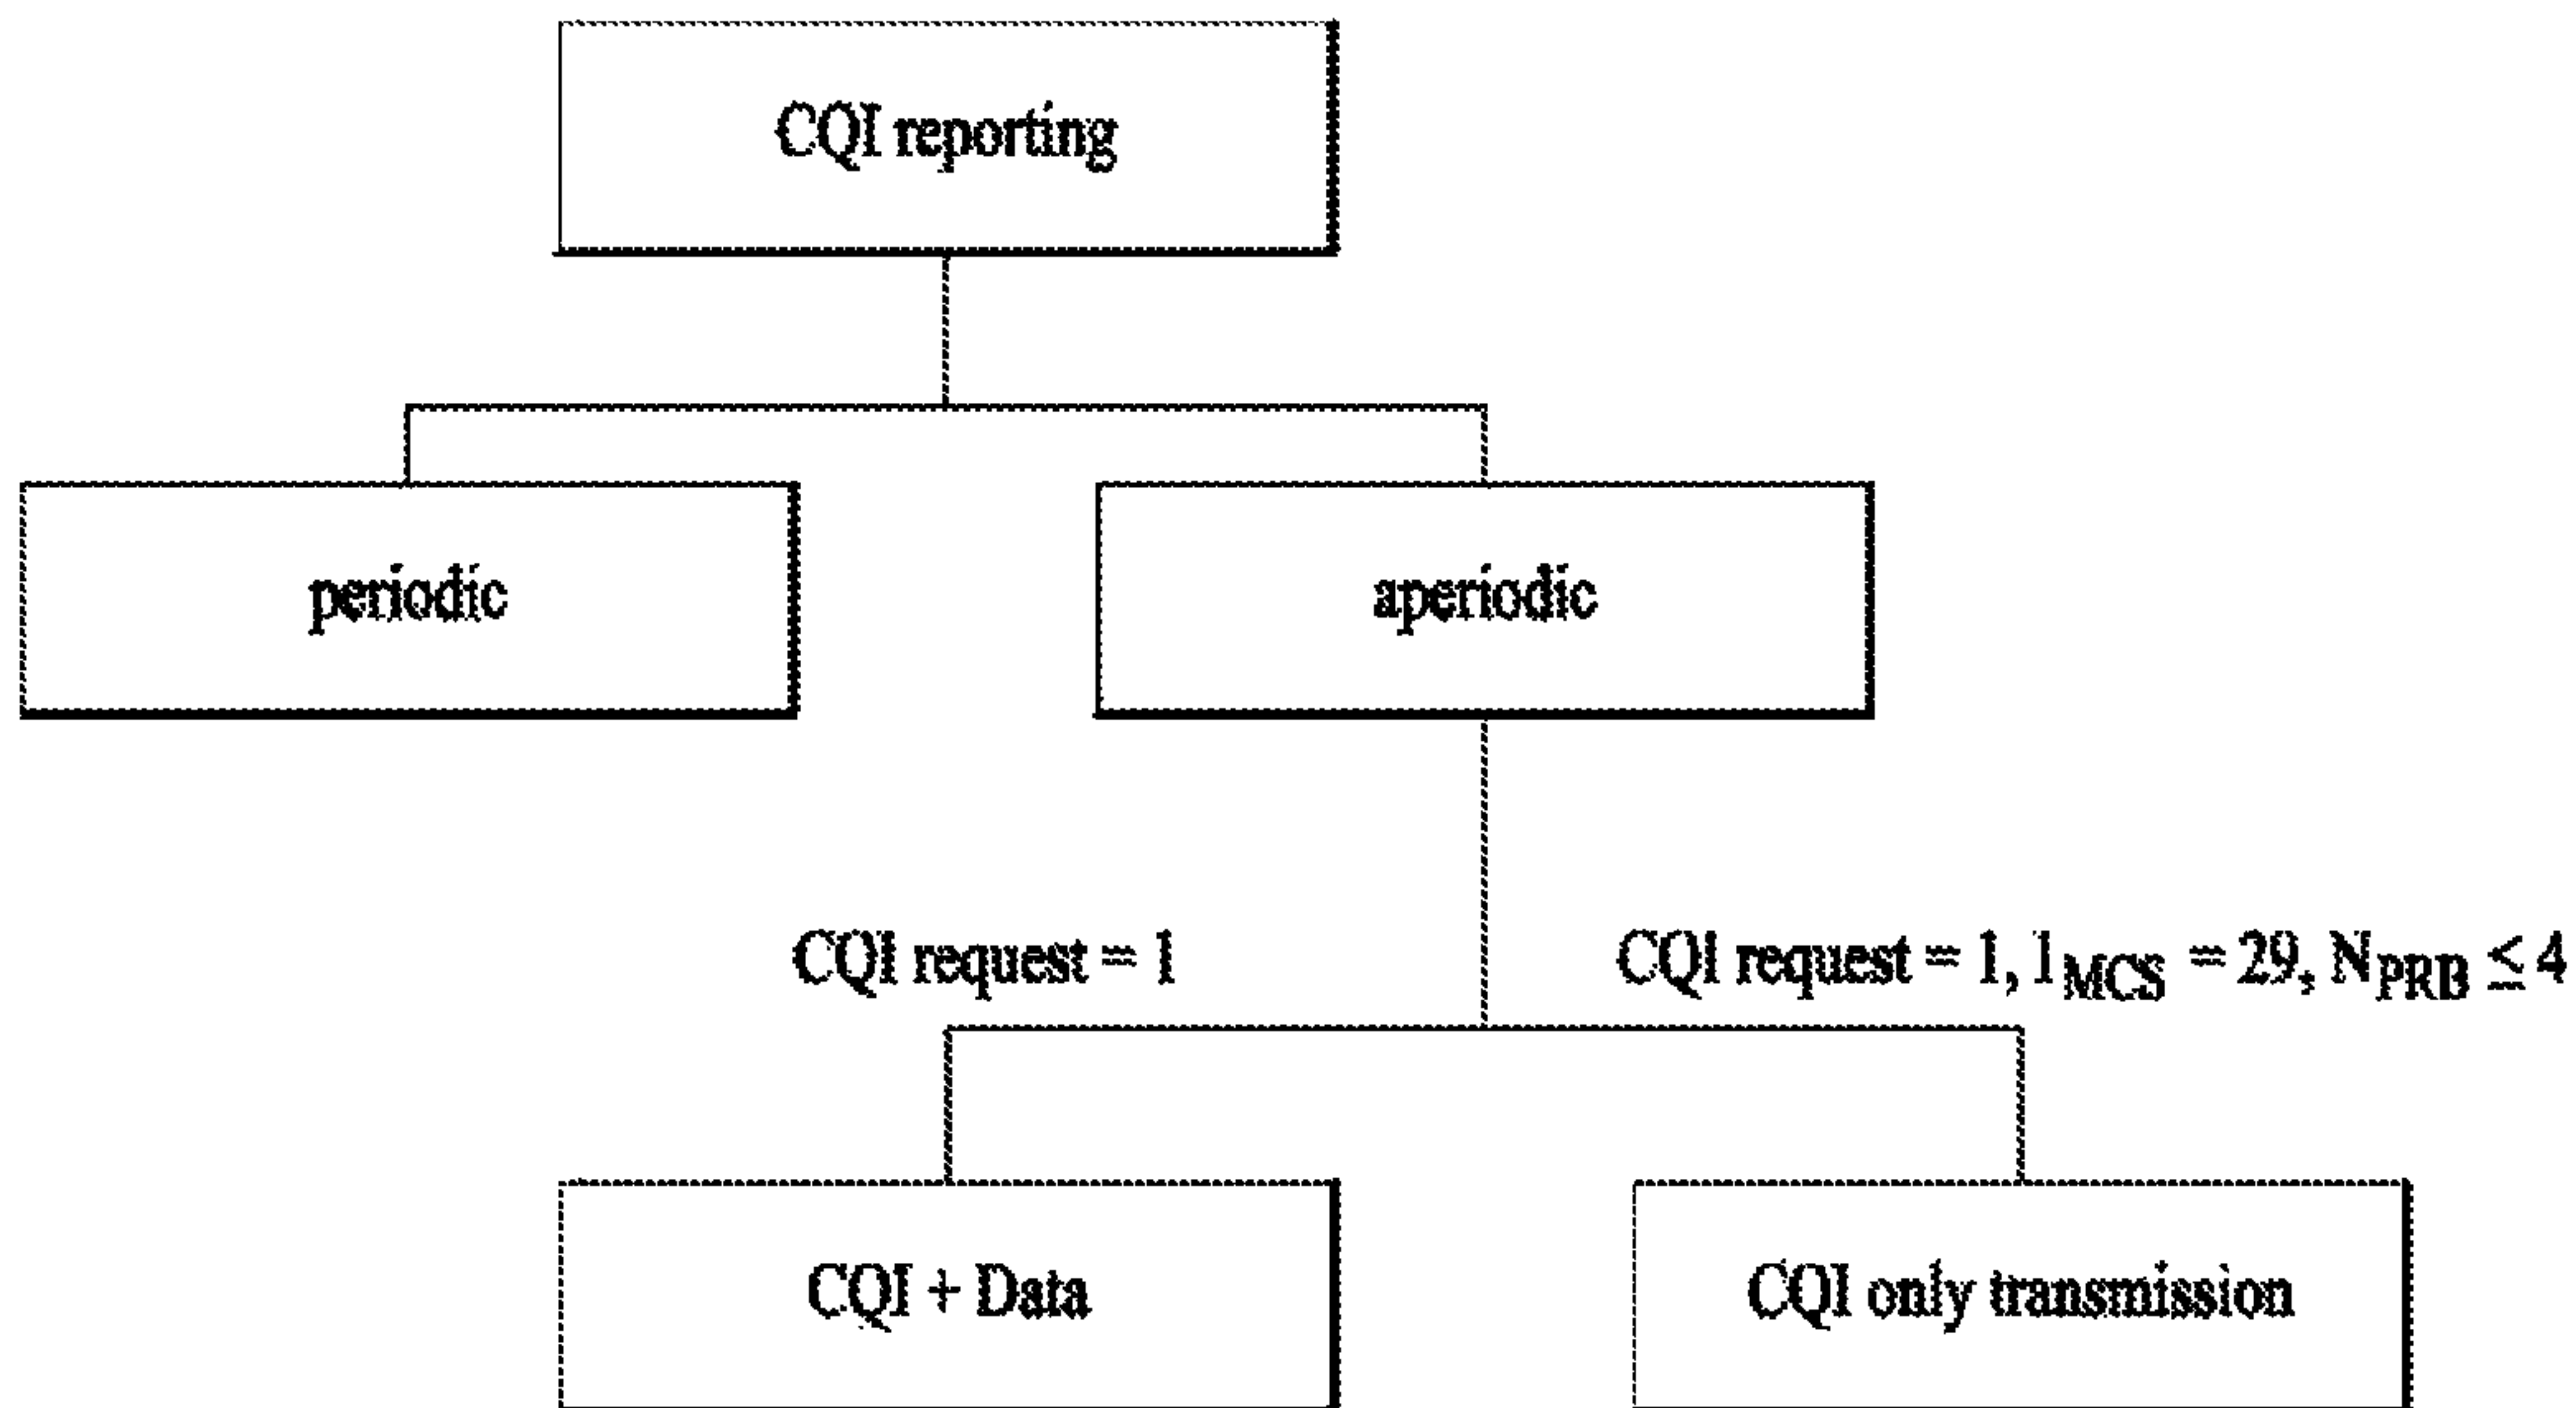 CQI reporting
periodic
aperiodic
CQI request = 1
CQI request = 1, I_MCS = 29, N_PRB ≤ 4
CQI + Data
CQI only transmission